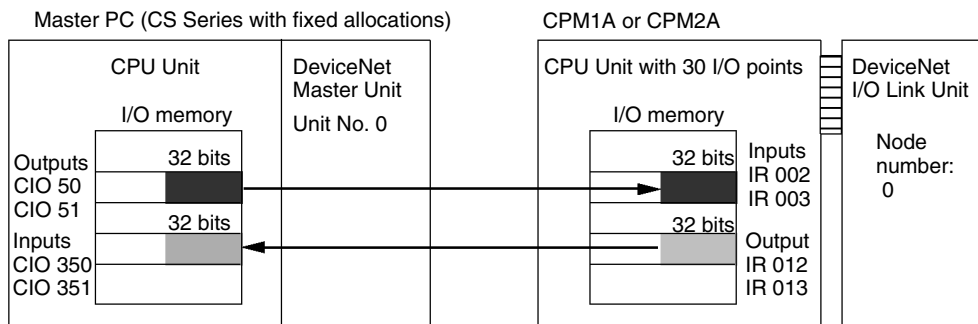 Master PC (CS Series with fixed allocations)
CPM1A or CPM2A
CPU Unit
DeviceNet
Master Unit
Unit No. 0
I/O memory
Outputs
CIO 50
CIO 51
32 bits
Inputs
CIO 350
CIO 351
32 bits
CPU Unit with 30 I/O points
I/O memory
32 bits
Inputs
IR 002
IR 003
32 bits
Output
IR 012
IR 013
DeviceNet
I/O Link Unit
Node
number:
0